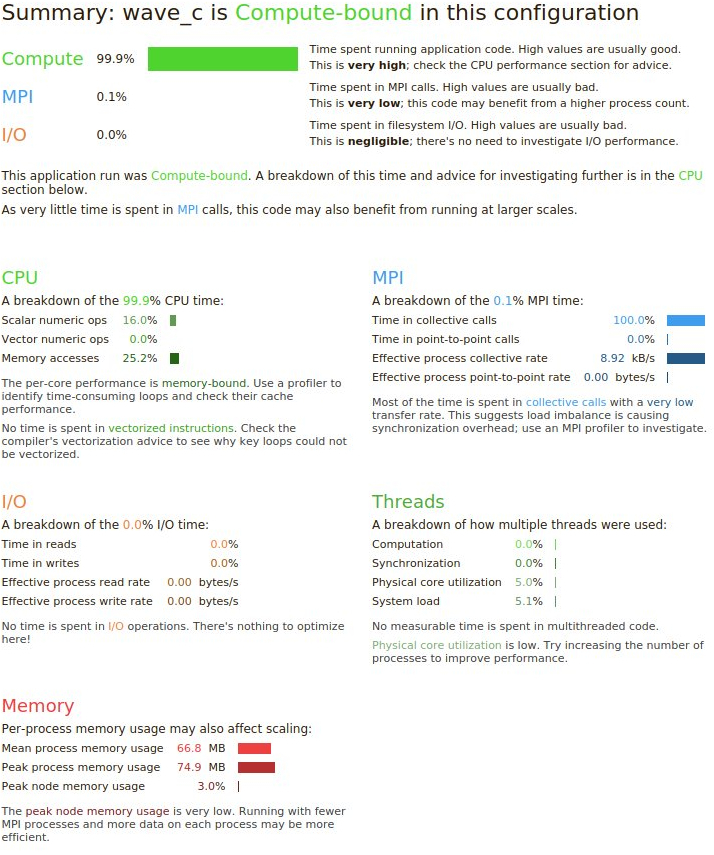 Summary: wave_c is Compute-bound in this configuration
Compute 99.9% Time spent running application code. High values are usually good.
This is very high; check the CPU performance section for advice.
MPI 0.1% Time spent in MPI calls. High values are usually bad.
This is very low; this code may benefit from a higher process count.
I/O 0.0% Time spent in filesystem I/O. High values are usually bad.
This is negligible; there's no need to investigate I/O performance.
This application run was Compute-bound. A breakdown of this time and advice for investigating further is in the CPU
section below.
As very little time is spent in MPI calls, this code may also benefit from running at larger scales.
CPU
A breakdown of the 99.9% CPU time:
Scalar numeric ops 16.0%
Vector numeric ops 0.0%
Memory accesses 25.2%
The per-core performance is memory-bound. Use a profiler to
identify time-consuming loops and check their cache
performance.
No time is spent in vectorized instructions. Check the
compiler's vectorization advice to see why key loops could not
be vectorized.
MPI
A breakdown of the 0.1% MPI time:
Time in collective calls 100.0%
Time in point-to-point calls 0.0%
Effective process collective rate 8.92 kB/s
Effective process point-to-point rate 0.00 bytes/s
Most of the time is spent in collective calls with a very low
transfer rate. This suggests load imbalance is causing
synchronization overhead; use an MPI profiler to investigate.
I/O
A breakdown of the 0.0% I/O time:
Time in reads 0.0%
Time in writes 0.0%
Effective process read rate 0.00 bytes/s
Effective process write rate 0.00 bytes/s
No time is spent in I/O operations. There's nothing to optimize
here!
Threads
A breakdown of how multiple threads were used:
Computation 0.0%
Synchronization 0.0%
Physical core utilization 5.0%
System load 5.1%
No measurable time is spent in multithreaded code.
Physical core utilization is low. Try increasing the number of
processes to improve performance.
Memory
Per-process memory usage may also affect scaling:
Mean process memory usage 66.8 MB
Peak process memory usage 74.9 MB
Peak node memory usage 3.0%
The peak node memory usage is very low. Running with fewer
MPI processes and more data on each process may be more
efficient.